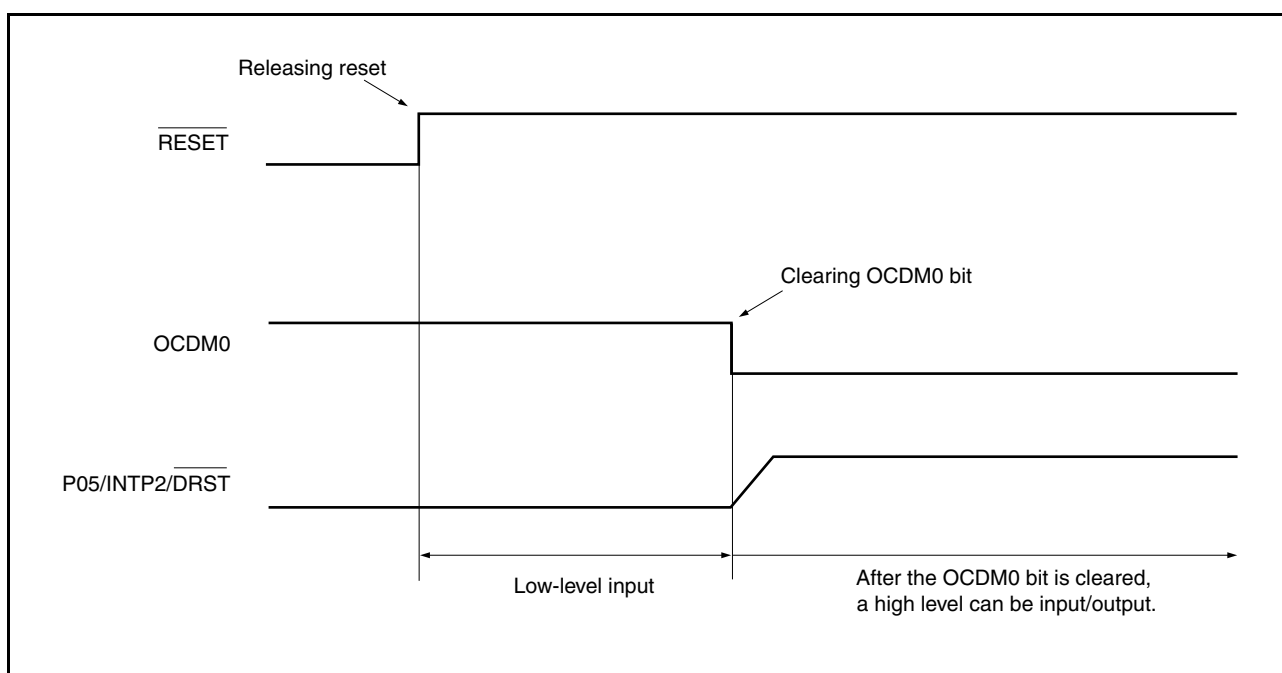 Releasing reset
RESET
Clearing OCDM0 bit
OCDM0
P05/INTP2/DRST
Low-level input
After the OCDM0 bit is cleared,
a high level can be input/output.